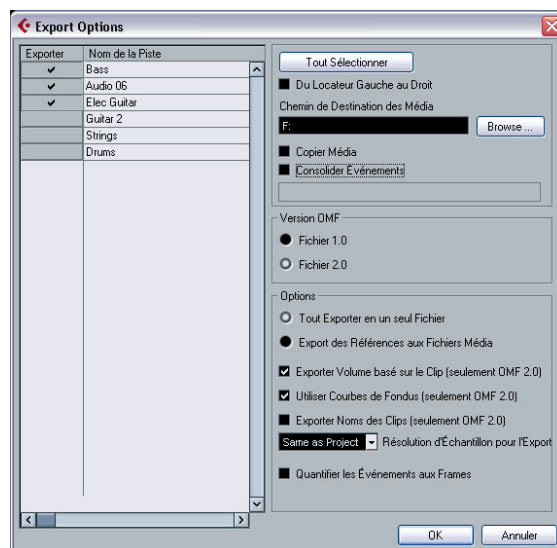 Export Options
Exporter Nom de la Piste
Bass
Audio 06
Elec Guitar
Guitar 2
Strings
Drums
Tout Sélectionner
Du Locateur Gauche au Droit
Chemin de Destination des Média
F:
Browse ...
Copier Média
Consolider Événements
Version OMF
Fichier 1.0
Fichier 2.0
Options
Tout Exporter en un seul Fichier
Export des Références aux Fichiers Média
Exporter Volume basé sur le Clip (seulement OMF 2.0)
Utiliser Courbes de Fondus (seulement OMF 2.0)
Exporter Noms des Clips (seulement OMF 2.0)
Same as Project Résolution d'Échantillon pour l'Export
Quantifier les Événements aux Frames
OK Annuler